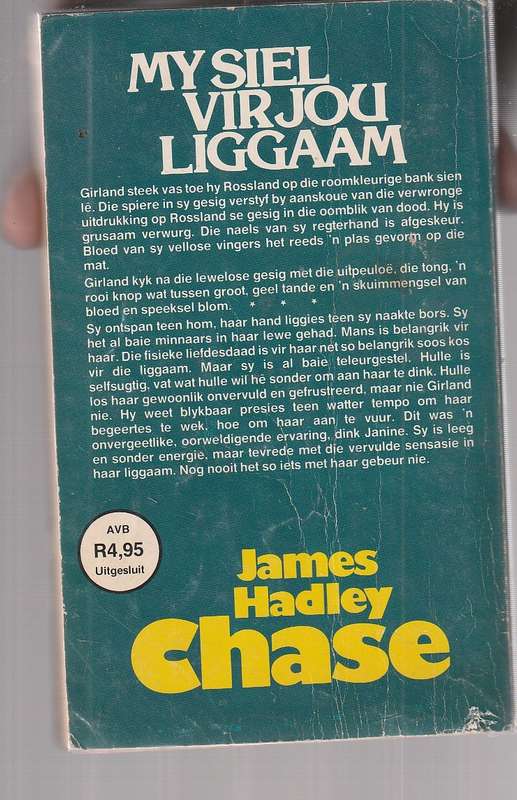 MY SIEL
VIR JOU
LIGGAAM
Girland steek vas toe hy Rossland op die roomkleurige bank sien
lê. Die spiere in sy gesig verstyf by aanskoue van die verwronge
uitdrukking op Rossland se gesig in die oomblik van dood. Hy is
grusaam verwurg. Die naels van sy regterhand is afgeskeur.
Bloed van sy vellose vingers het reeds 'n plas gevorm op die
mat.
Girland kyk na die lewelose gesig met die uitpeuloë, die tong, 'n
rooi knop wat tussen groot, geel tande en 'n skuimmengsel van
bloed en speeksel blom. * * *
Sy ontspan teen hom, haar hand liggies teen sy naakte bors. Sy
het al baie minnaars in haar lewe gehad. Mans is belangrik vir
haar. Die fisieke liefdesdaad is vir haar net so belangrik soos kos
vir die liggaam. Maar sy is al baie teleurgestel. Hulle is
selfsugtig, vat wat hulle wil hê sonder om aan haar te dink. Hulle
los haar gewoonlik onvervuld en gefrustreerd, maar nie Girland
nie. Hy weet blykbaar presies teen watter tempo om haar
begeertes te wek, hoe om haar aan te vuur. Dit was 'n
onvergeetlike, oorweldigende ervaring, dink Janine. Sy is leeg
en sonder energie, maar tevrede met die vervulde sensasie in
haar liggaam. Nog nooit het so iets met haar gebeur nie.
AVB
R4,95
Uitgesluit
James
Hadley
Chase